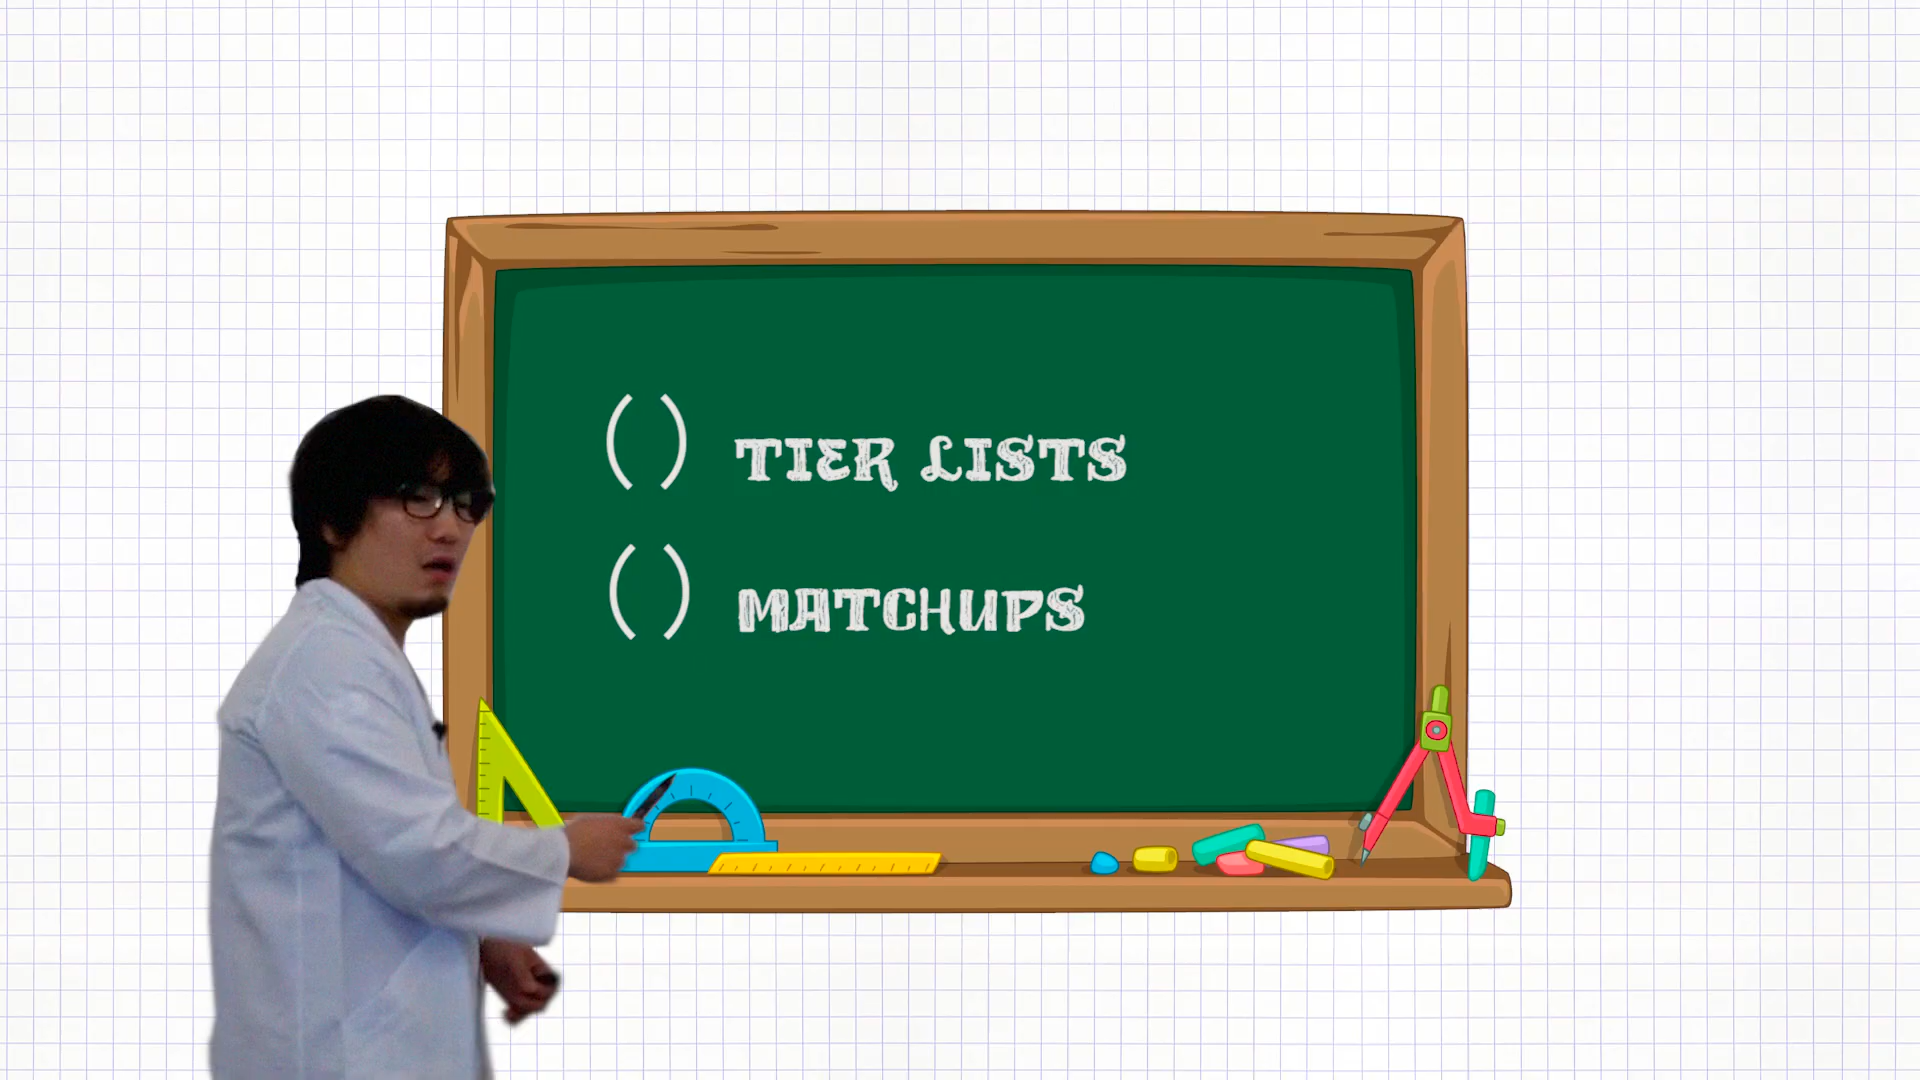 ( ) TIER LISTS
( ) MATCHUPS